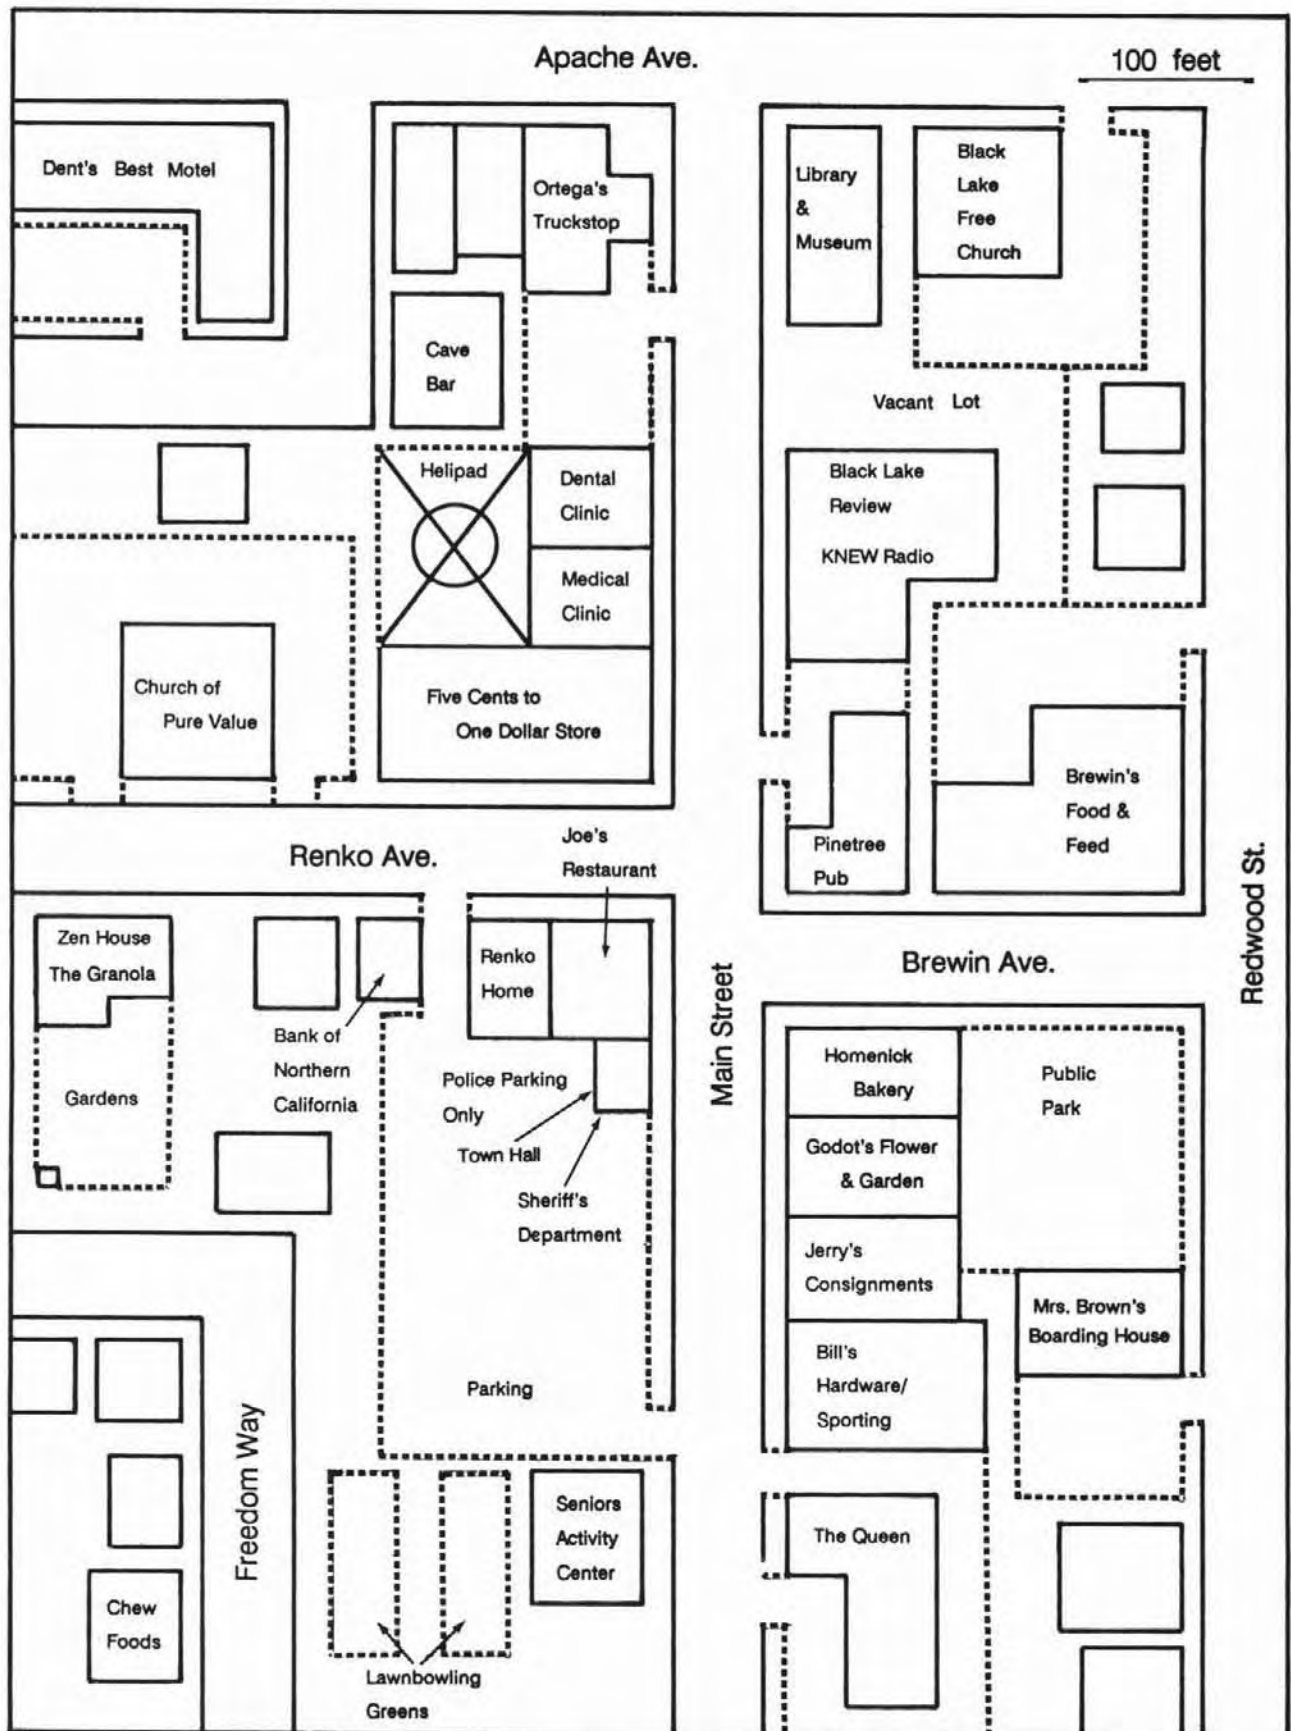 Apache Ave.
100 feet
Dent's Best Motel
Ortega's
Truckstop
Library
&
Museum
Black
Lake
Free
Church
Cave
Bar
Vacant Lot
Helipad
Dental
Clinic
Medical
Clinic
Black Lake
Review
KNEW Radio
Church of
Pure Value
Five Cents to
One Dollar Store
Brewin's
Food &
Feed
Pinetree
Pub
Renko Ave.
Joe's
Restaurant
Redwood St.
Zen House
The Granola
Gardens
Bank of
Northern
California
Renko
Home
Main Street
Brewin Ave.
Police Parking
Only
Town Hall
Sheriff's
Department
Homenick
Bakery
Public
Park
Godot's Flower
& Garden
Jerry's
Consignments
Mrs. Brown's
Boarding House
Bill's
Hardware/
Sporting
Parking
Freedom Way
Seniors
Activity
Center
The Queen
Chew
Foods
Lawnbowling
Greens